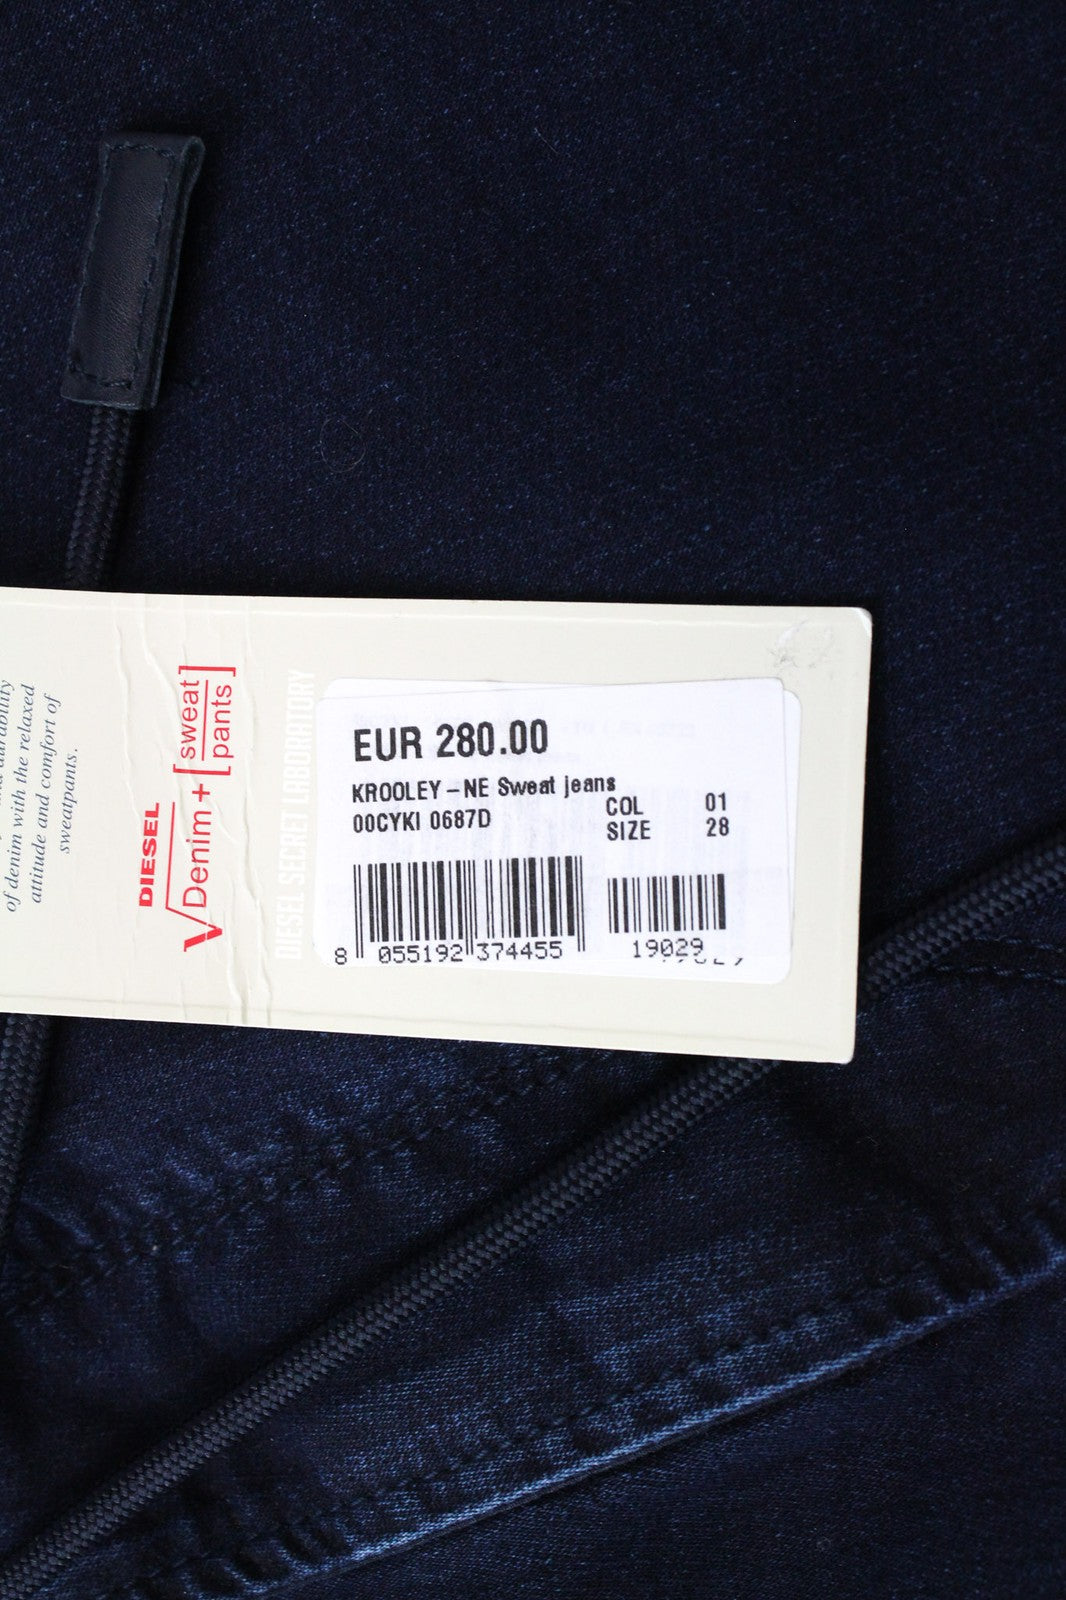 of denim with the relaxed
attitude and comfort of
sweatpants.
DIESEL
√Denim + [sweat pants]
DIESEL SECRET LABORATORY
EUR 280.00
KROOLEY-NE Sweat jeans
00CYKI 0687D
COL 01
SIZE 28
8 055192 374455
19029